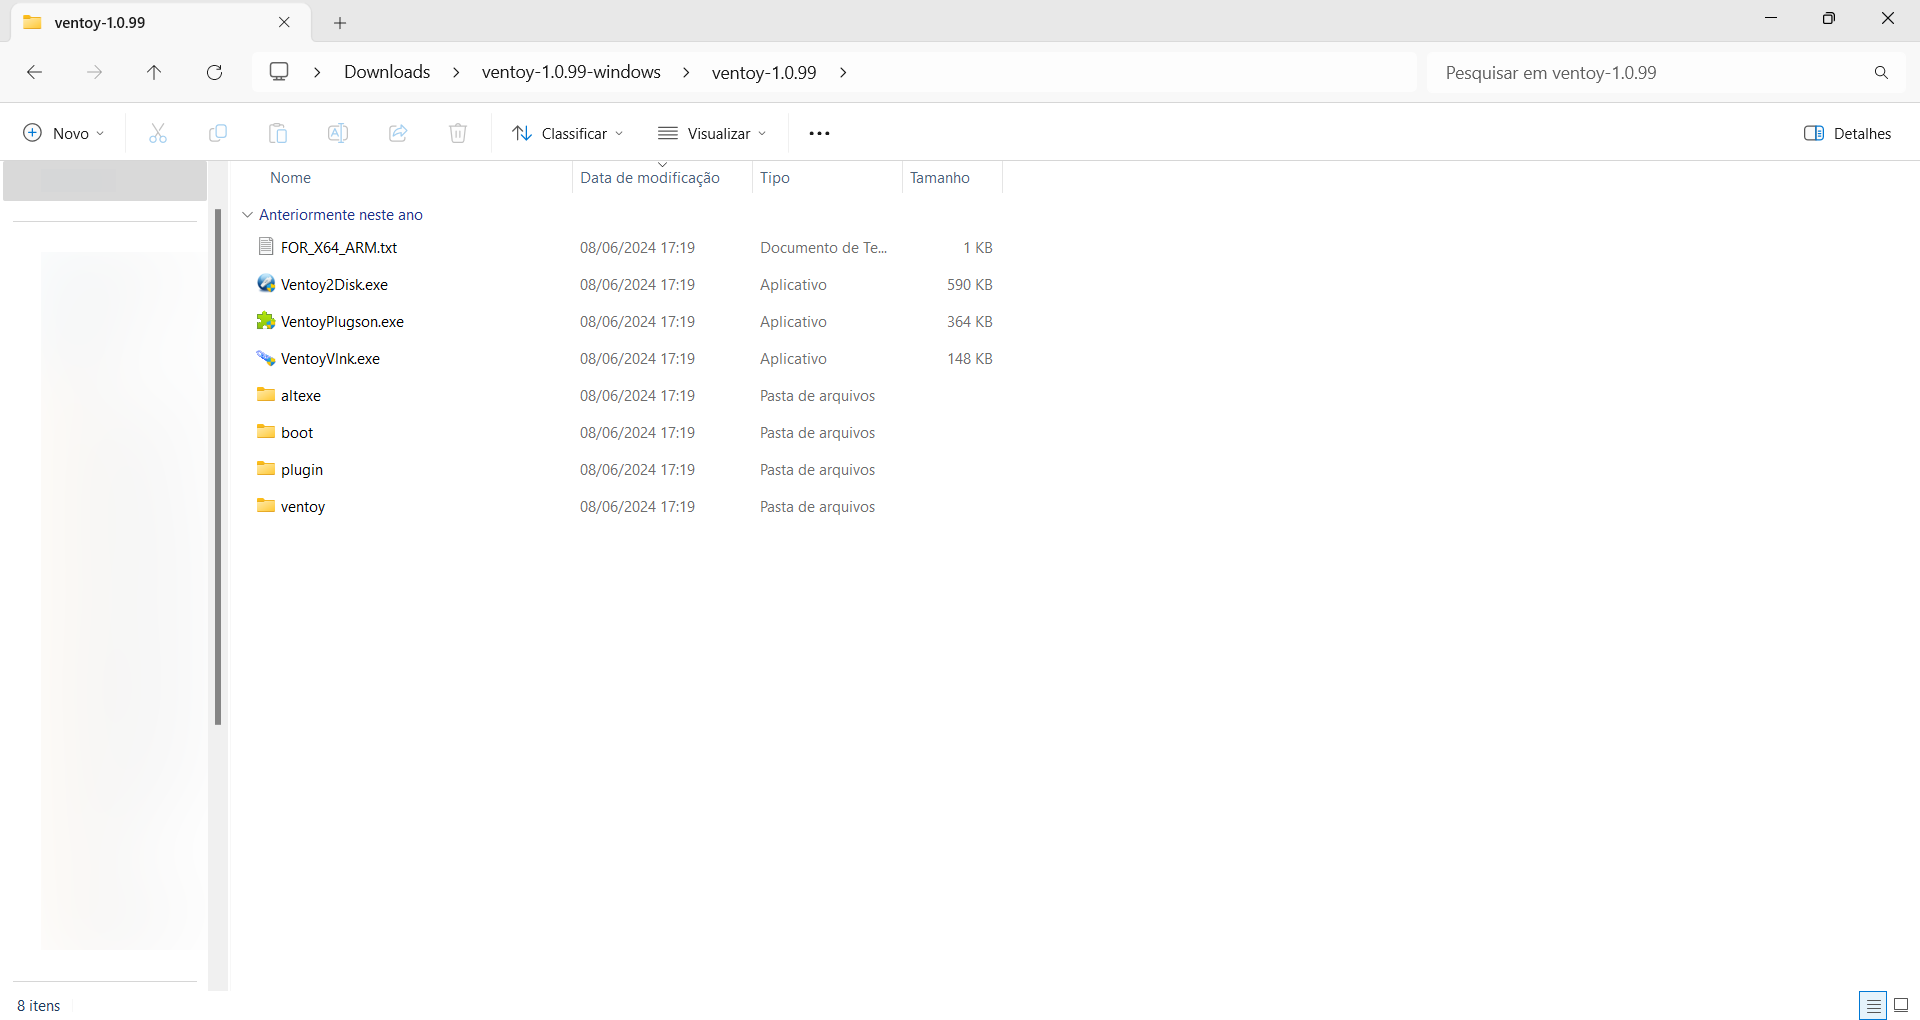 ventoy-1.0.99
Downloads ventoy-1.0.99-windows ventoy-1.0.99
Pesquisar em ventoy-1.0.99
Novo Classificar Visualizar Detalhes
Nome Data de modificação Tipo Tamanho
Anteriormente neste ano
FOR_X64_ARM.txt 08/06/2024 17:19 Documento de Te... 1 KB
Ventoy2Disk.exe 08/06/2024 17:19 Aplicativo 590 KB
VentoyPlugson.exe 08/06/2024 17:19 Aplicativo 364 KB
VentoyVlnk.exe 08/06/2024 17:19 Aplicativo 148 KB
altexe 08/06/2024 17:19 Pasta de arquivos
boot 08/06/2024 17:19 Pasta de arquivos
plugin 08/06/2024 17:19 Pasta de arquivos
ventoy 08/06/2024 17:19 Pasta de arquivos
8 itens